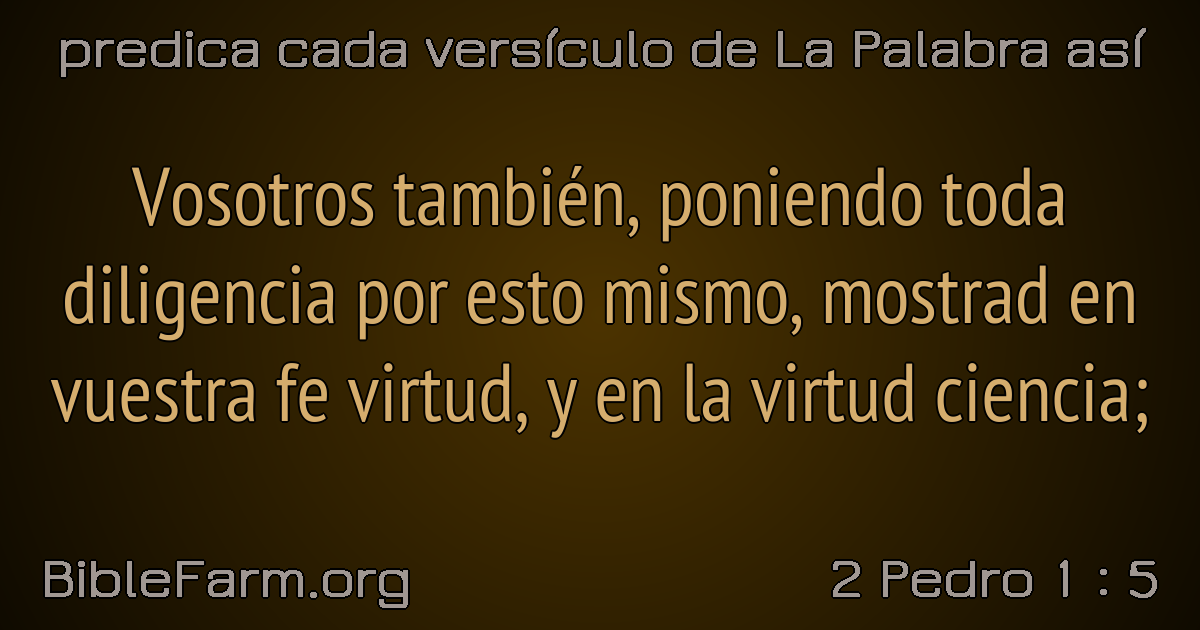 predica cada versículo de La Palabra así
Vosotros también, poniendo toda
diligencia por esto mismo, mostrad en
vuestra fe virtud, y en la virtud ciencia;
BibleFarm.org
2 Pedro 1 : 5